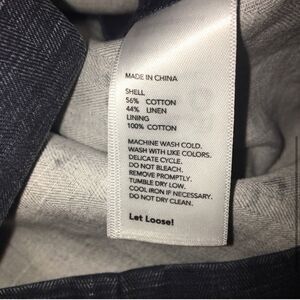 MADE IN CHINA
SHELL
56% COTTON
44% LINEN
LINING
100% COTTON
MACHINE WASH COLD.
WASH WITH LIKE COLORS.
DELICATE CYCLE.
DO NOT BLEACH.
REMOVE PROMPTLY.
TUMBLE DRY LOW.
COOL IRON IF NECESSARY.
DO NOT DRY CLEAN.
Let Loose!